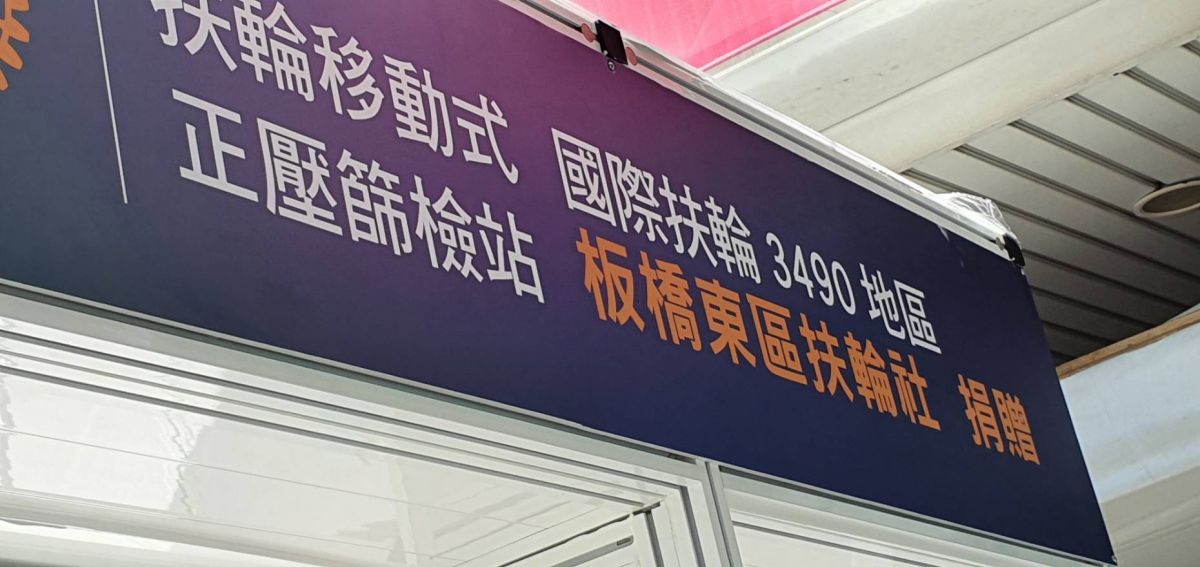 扶輪移動式
正壓篩檢站
國際扶輪 3490 地區
板橋東區扶輪社 捐贈